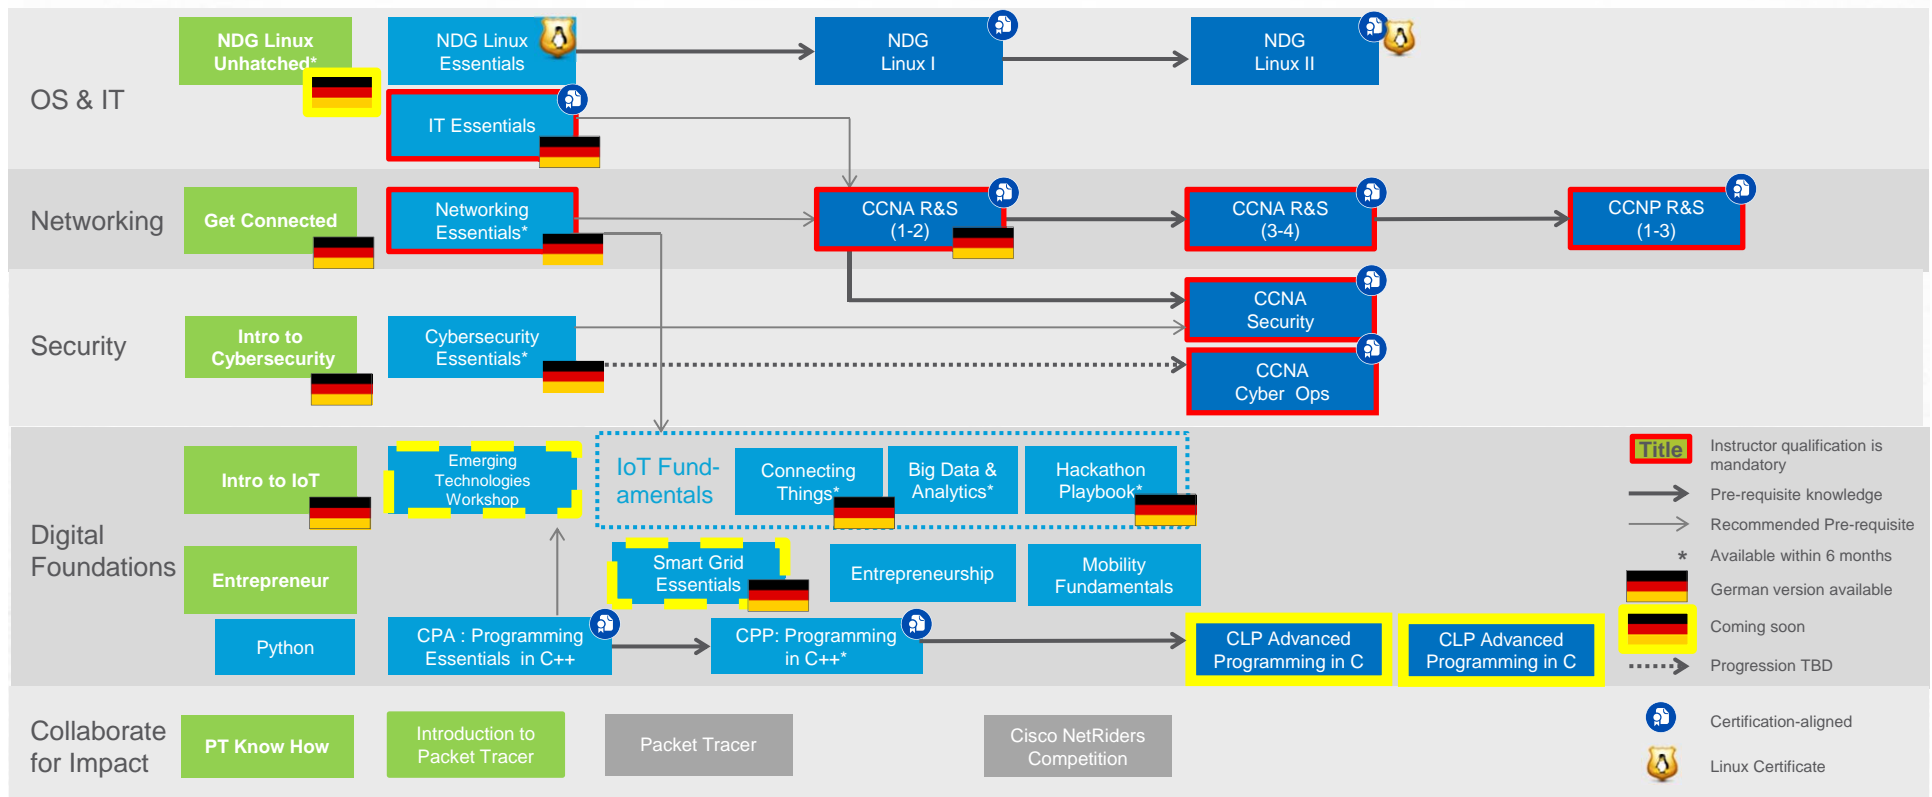 OS & IT
NDG Linux
Unhatched*
NDG Linux
Essentials
NDG
Linux I
NDG
Linux II
IT Essentials
Networking
Get Connected
Networking
Essentials*
CCNA R&S
(1-2)
CCNA R&S
(3-4)
CCNP R&S
(1-3)
Security
Intro to
Cybersecurity
Cybersecurity
Essentials*
CCNA
Security
CCNA
Cyber Ops
Digital
Foundations
Intro to IoT
Emerging
Technologies
Workshop
IoT Fund-
amentals
Connecting
Things*
Big Data &
Analytics*
Hackathon
Playbook*
Entrepreneur
Smart Grid
Essentials
Entrepreneurship
Mobility
Fundamentals
Python
CPA : Programming
Essentials in C++
CPP: Programming
in C++*
CLP Advanced
Programming in C
CLP Advanced
Programming in C
Title
Instructor qualification is
mandatory
Pre-requisite knowledge
Recommended Pre-requisite
* Available within 6 months
German version available
Coming soon
Progression TBD
Collaborate
for Impact
PT Know How
Introduction to
Packet Tracer
Packet Tracer
Cisco NetRiders
Competition
Certification-aligned
Linux Certificate